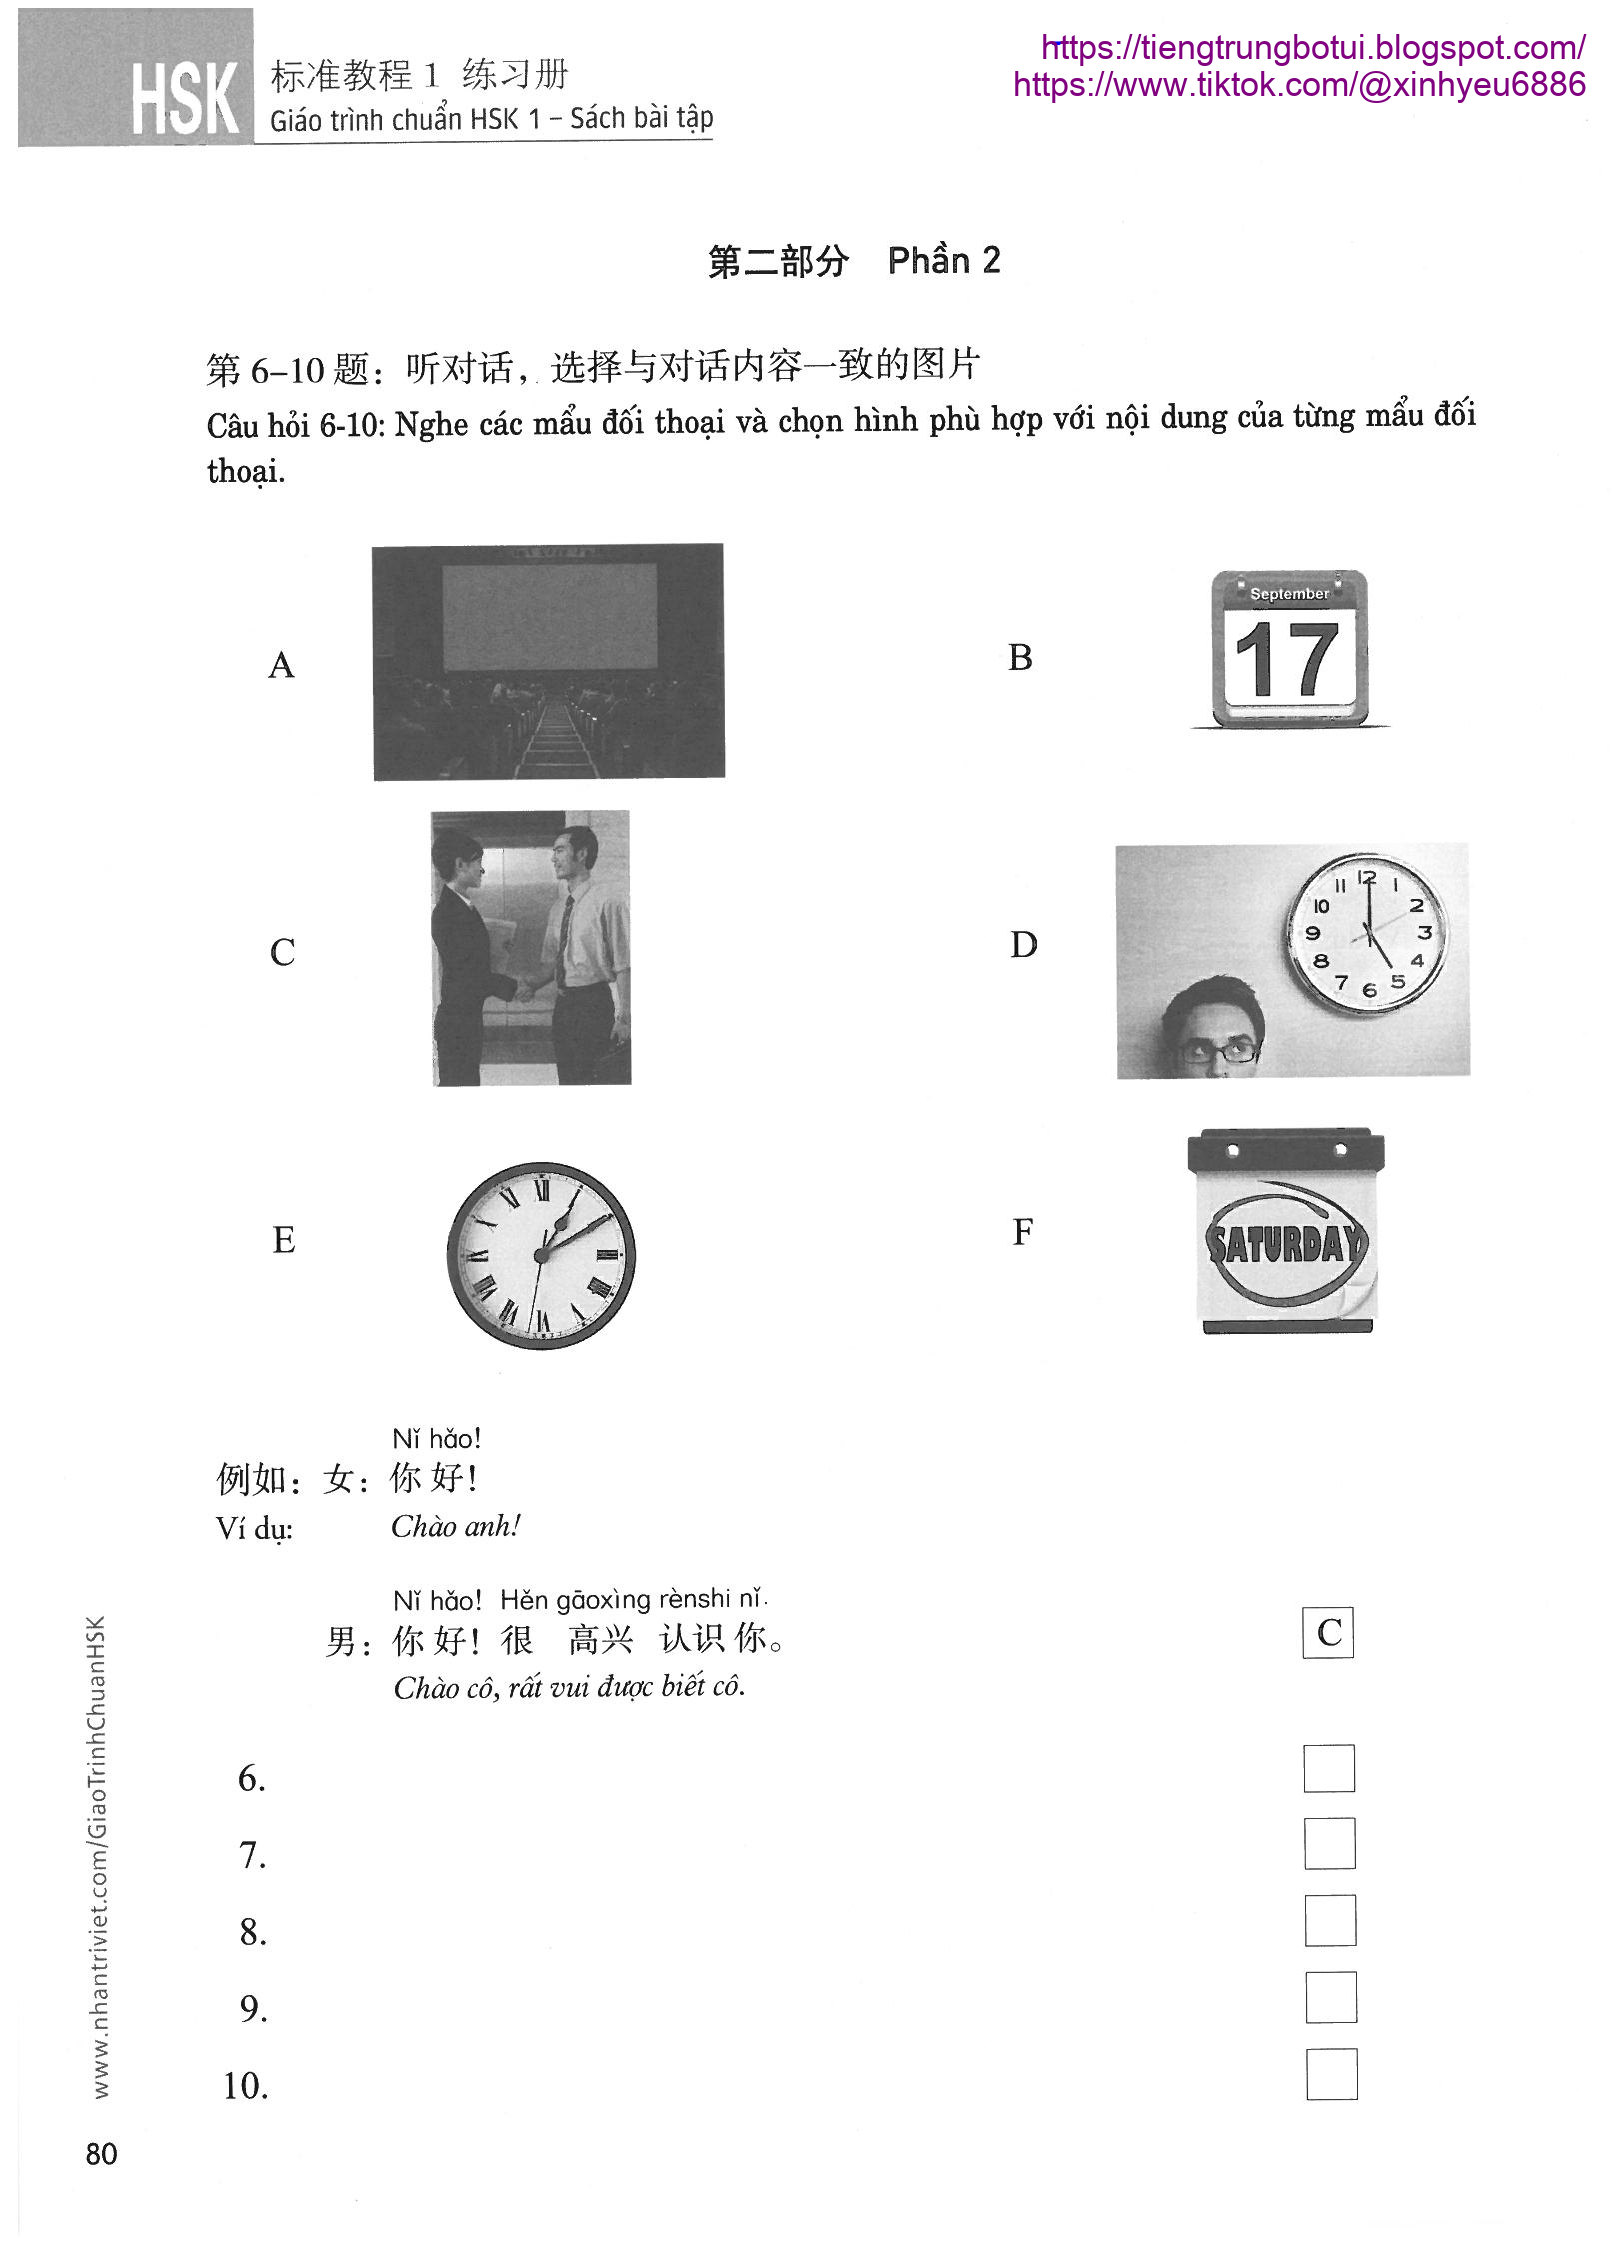 https://tiengtrungbotui.blogspot.com/
https://www.tiktok.com/@xinhyeu6886
HSK
标准教程 1 练习册
Giáo trình chuẩn HSK 1 – Sách bài tập
第二部分 Phần 2
第 6–10 题：听对话，选择与对话内容一致的图片
Câu hỏi 6-10: Nghe các mẩu đối thoại và chọn hình phù hợp với nội dung của từng mẩu đối
thoại.
A
B
September
17
C
D
12 1 2 3 4 5 6 7 8 9 10 11
E
F
SATURDAY
Nǐ hǎo!
例如：女：你好！
Ví dụ: Chào anh!
Nǐ hǎo! Hěn gāoxìng rènshi nǐ.
男：你好！很 高兴 认识你。
C
Chào cô, rất vui được biết cô.
6.
7.
8.
9.
10.
www.nhantriviet.com/GiaoTrinhChuanHSK
80